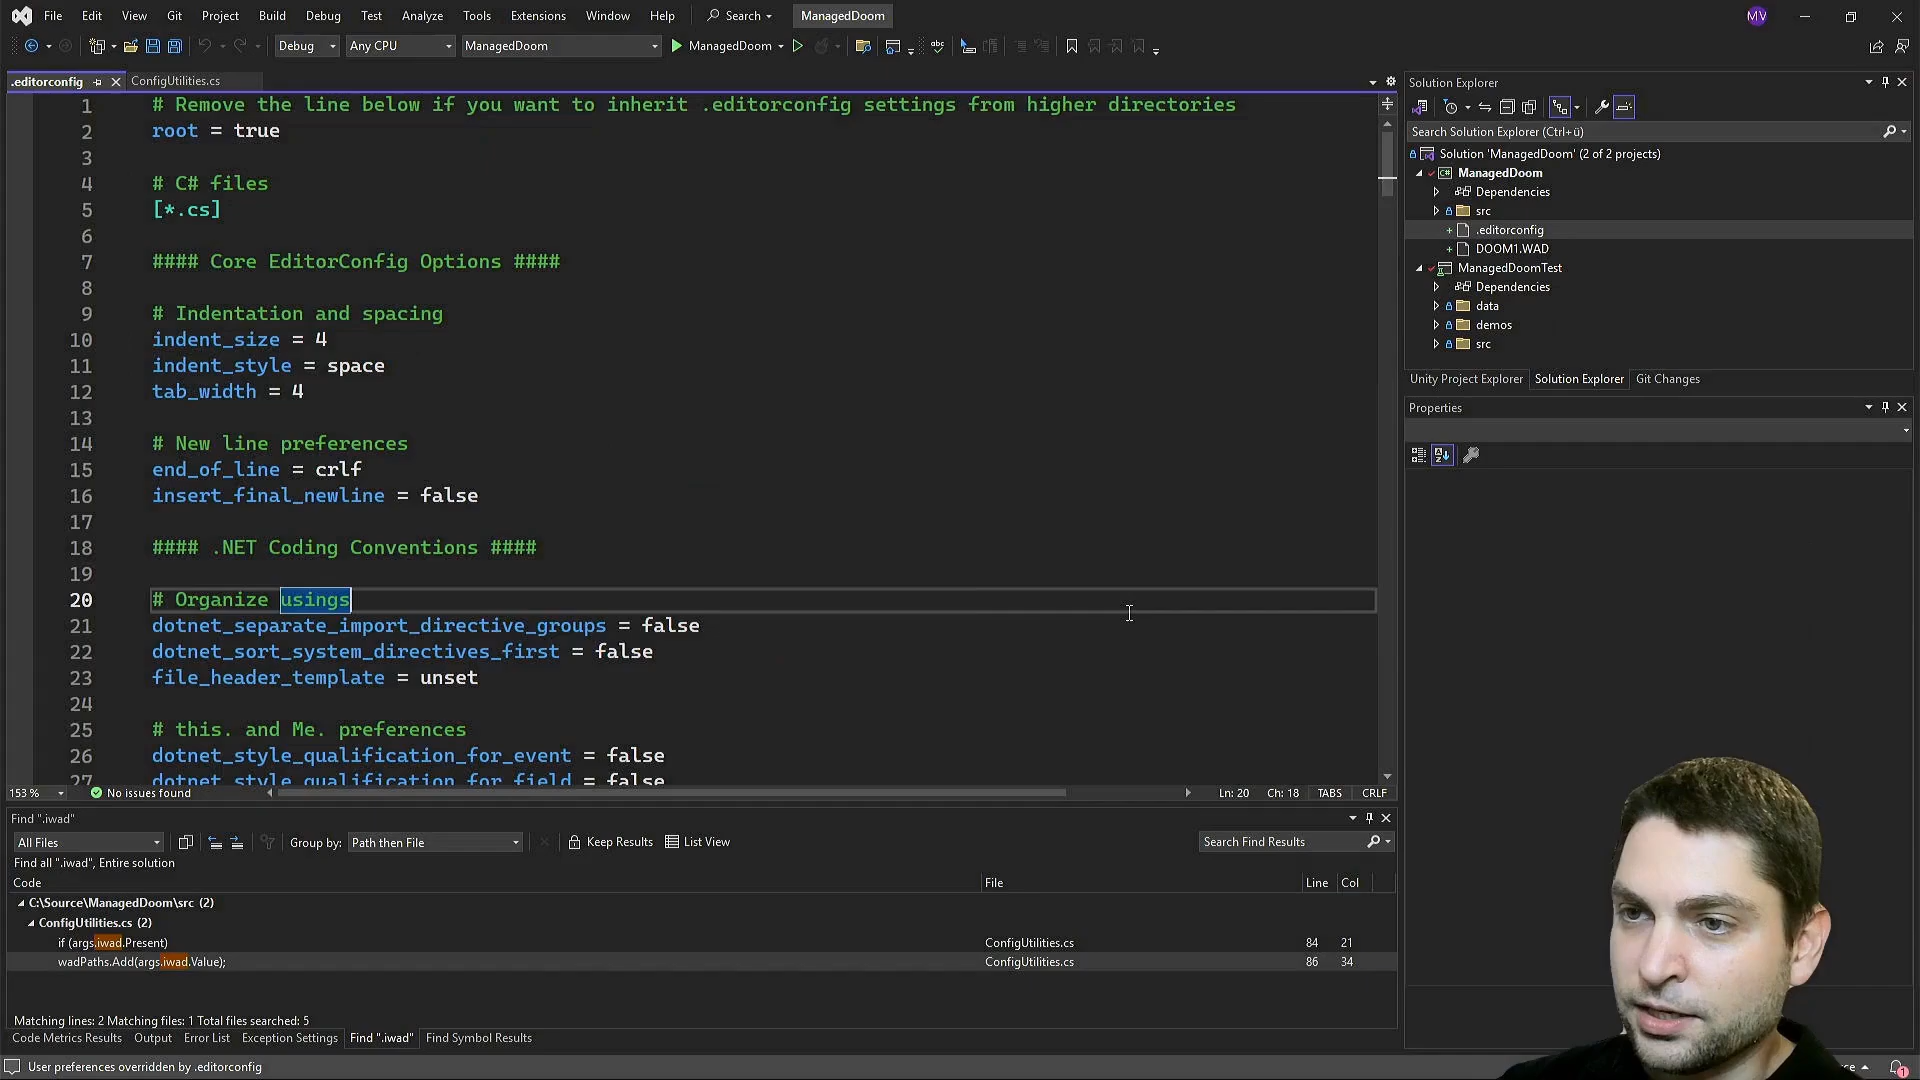 File Edit View Git Project Build Debug Test Analyze Tools Extensions Window Help Search ManagedDoom MV
Debug Any CPU ManagedDoom ManagedDoom
.editorconfig ConfigUtilities.cs
1 # Remove the line below if you want to inherit .editorconfig settings from higher directories
2 root = true
3
4 # C# files
5 [*.cs]
6
7 #### Core EditorConfig Options ####
8
9 # Indentation and spacing
10 indent_size = 4
11 indent_style = space
12 tab_width = 4
13
14 # New line preferences
15 end_of_line = crlf
16 insert_final_newline = false
17
18 #### .NET Coding Conventions ####
19
20 # Organize usings
21 dotnet_separate_import_directive_groups = false
22 dotnet_sort_system_directives_first = false
23 file_header_template = unset
24
25 # this. and Me. preferences
26 dotnet_style_qualification_for_event = false
27 dotnet_style_qualification_for_field = false
153 % No issues found Ln: 20 Ch: 18 TABS CRLF
Find ".iwad"
All Files Group by: Path then File Keep Results List View Search Find Results
Find all ".iwad", Entire solution
Code File Line Col
C:\Source\ManagedDoom\src (2)
ConfigUtilities.cs (2)
if (args.iwad.Present) ConfigUtilities.cs 84 21
wadPaths.Add(args.iwad.Value); ConfigUtilities.cs 86 34
Matching lines: 2 Matching files: 1 Total files searched: 5
Code Metrics Results Output Error List Exception Settings Find ".iwad" Find Symbol Results
User preferences overridden by .editorconfig
Solution Explorer
Search Solution Explorer (Ctrl+ü)
Solution 'ManagedDoom' (2 of 2 projects)
C# ManagedDoom
Dependencies
src
.editorconfig
DOOM1.WAD
ManagedDoomTest
Dependencies
data
demos
src
Unity Project Explorer Solution Explorer Git Changes
Properties
1